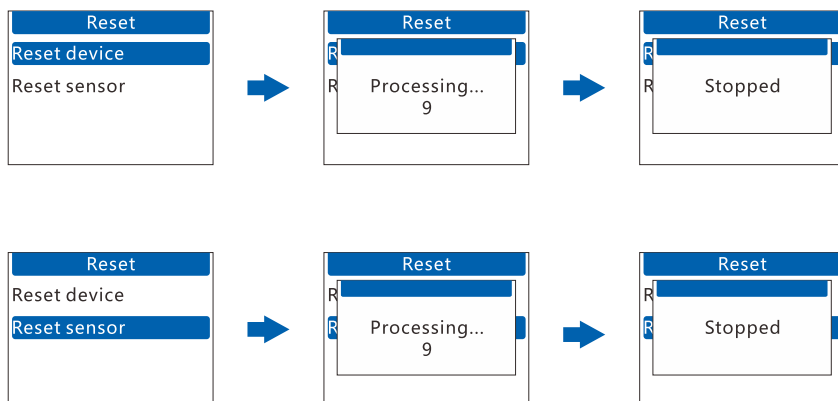 Reset
Reset device
Reset sensor
Reset
R
R
Processing...
9
Reset
R
R
Stopped
Reset
Reset device
Reset sensor
Reset
R
R
Processing...
9
Reset
R
R
Stopped